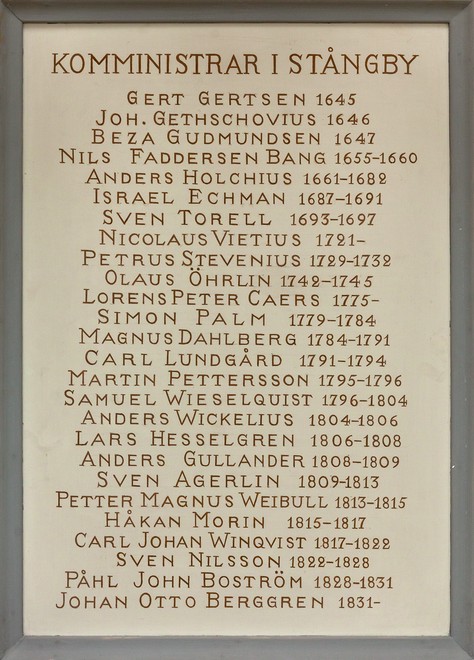 KOMMINISTRAR I STÅNGBY
GERT GERTSEN 1645
JOH. GETHSCHOVIUS 1646
BEZA GUDMUNDSEN 1647
NILS FADDERSEN BANG 1655-1660
ANDERS HOLCHIUS 1661-1682
ISRAEL ECHMAN 1687-1691
SVEN TORELL 1693-1697
NICOLAUS VIETIUS 1721-
PETRUS STEVENIUS 1729-1732
OLAUS ÖHRLIN 1742-1745
LORENS PETER CAERS 1775-
SIMON PALM 1779-1784
MAGNUS DAHLBERG 1784-1791
CARL LUNDGÅRD 1791-1794
MARTIN PETTERSSON 1795-1796
SAMUEL WIESELQUIST 1796-1804
ANDERS WICKELIUS 1804-1806
LARS HESSELGREN 1806-1808
ANDERS GULLANDER 1808-1809
SVEN AGERLIN 1809-1813
PETTER MAGNUS WEIBULL 1813-1815
HÅKAN MORIN 1815-1817
CARL JOHAN WINQVIST 1817-1822
SVEN NILSSON 1822-1828
PÅHL JOHN BOSTRÖM 1828-1831
JOHAN OTTO BERGGREN 1831-